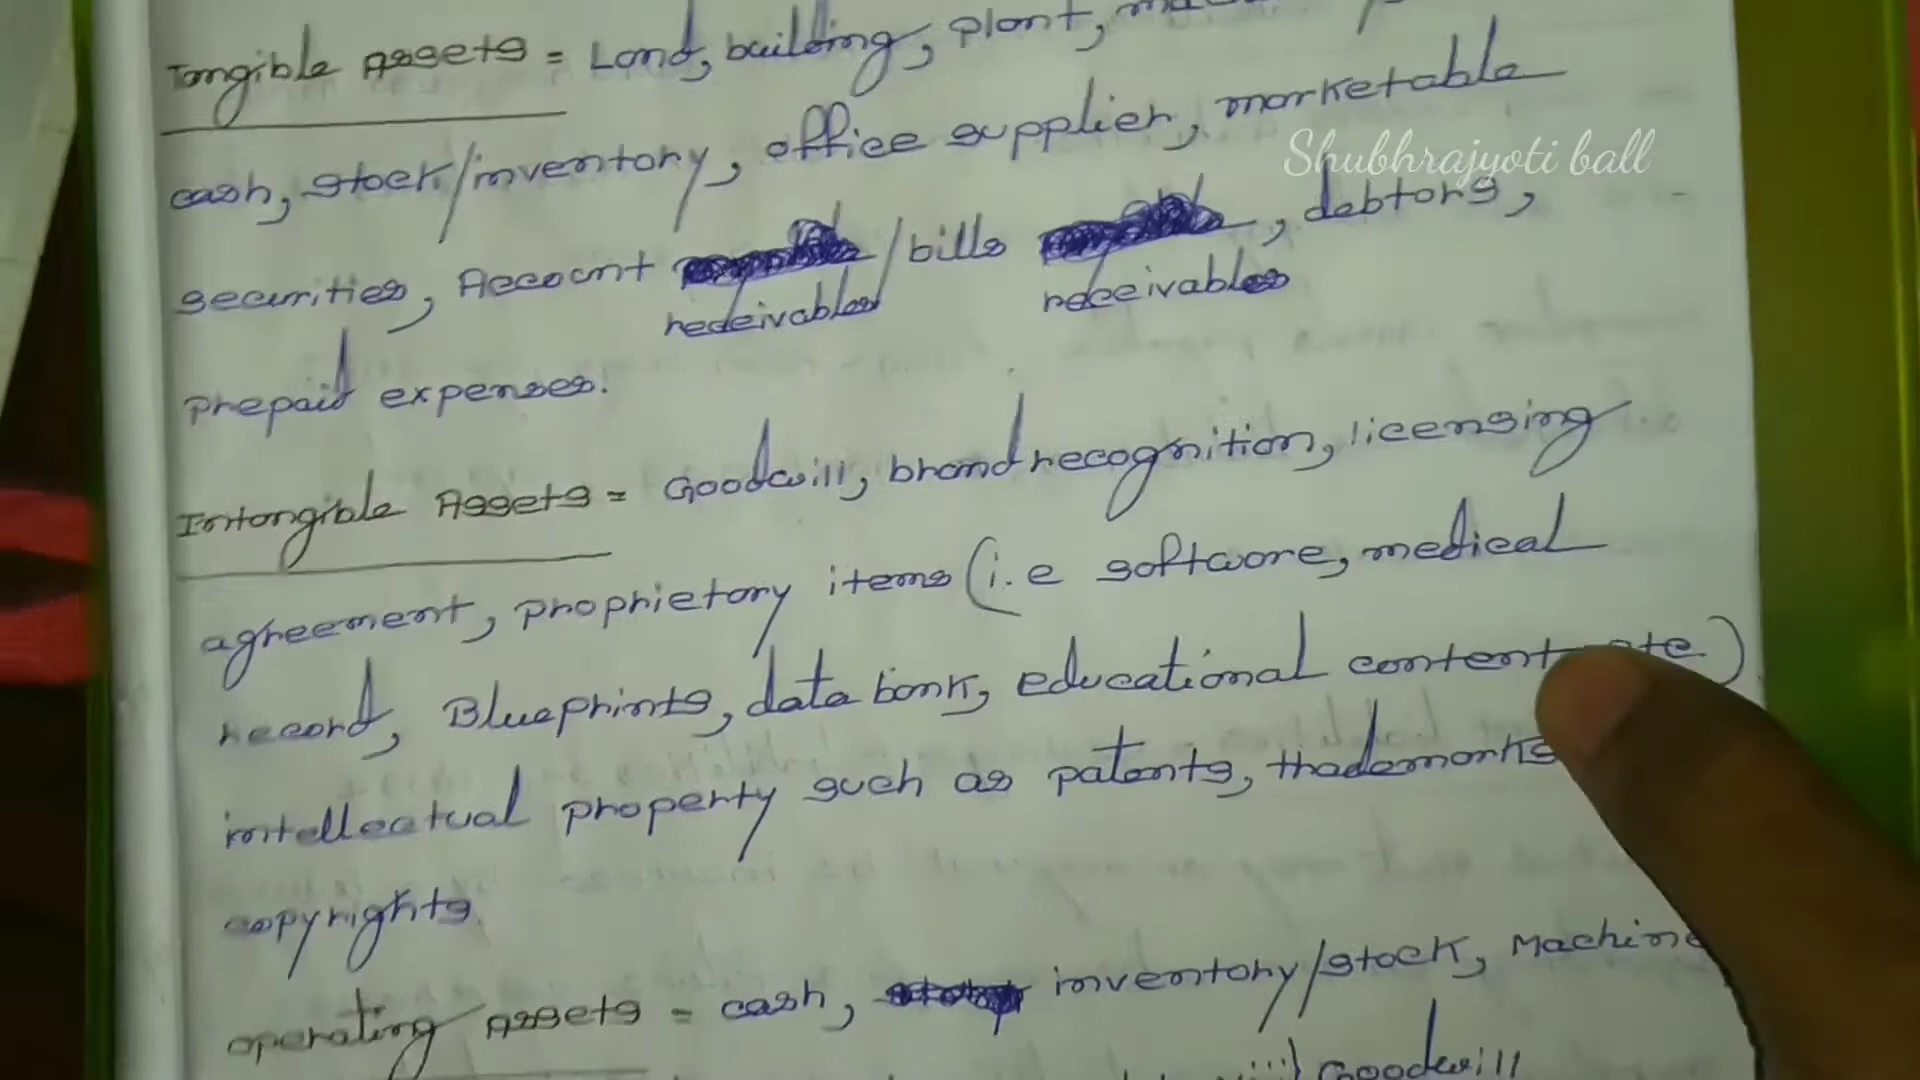 Tangible Assets = Land, building, plant,
cash, stock/inventory, office supplier, marketable
Shubhrajyoti ball
securities, Account receivables/bills receivables, debtors,
prepaid expenses.
Intangible Assets = Goodwill, brand recognition, licensing
agreement, proprietary items (i.e software, medical
record, Blueprints, data bank, educational content etc)
intellectual property such as patents, trademarks
copyrights.
operating Assets = cash, inventory/stock, Machine
Goodwill